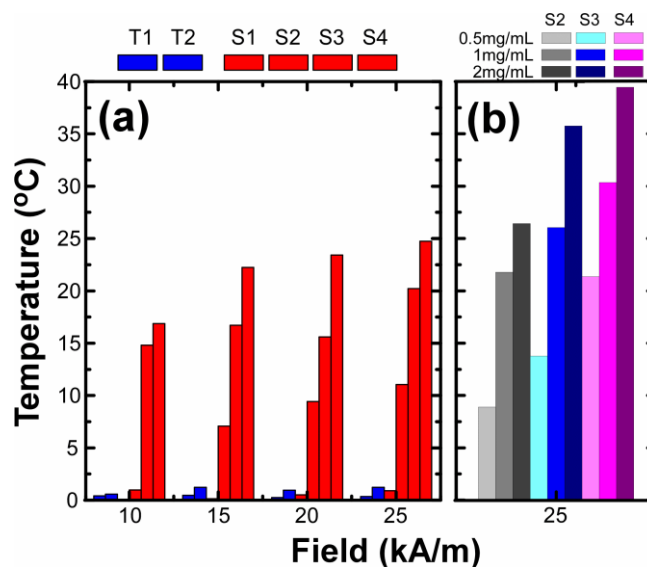 T1 T2 S1 S2 S3 S4
S2 S3 S4
0.5mg/mL
1mg/mL
2mg/mL
(a)
(b)
Temperature (°C)
40
35
30
25
20
15
10
5
0
10 15 20 25
25
Field (kA/m)